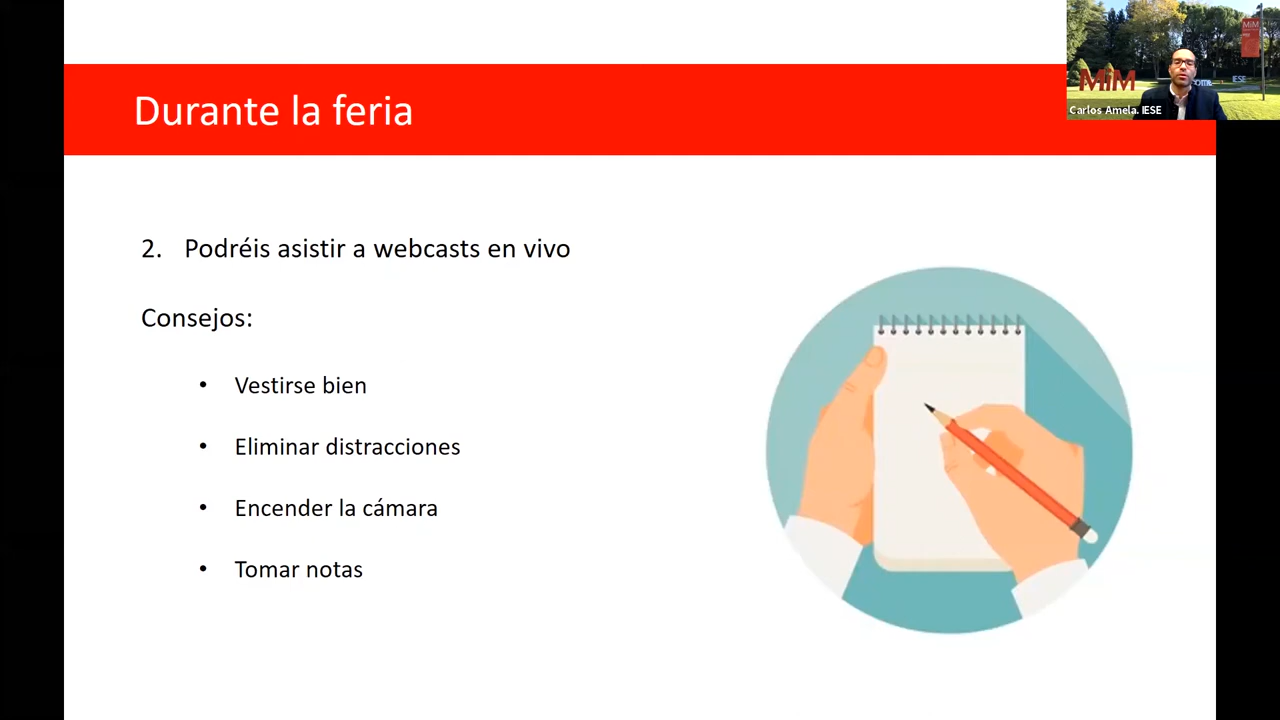 Durante la feria
MiM
IESE
Carlos Amela. IESE
2. Podréis asistir a webcasts en vivo
Consejos:
• Vestirse bien
• Eliminar distracciones
• Encender la cámara
• Tomar notas